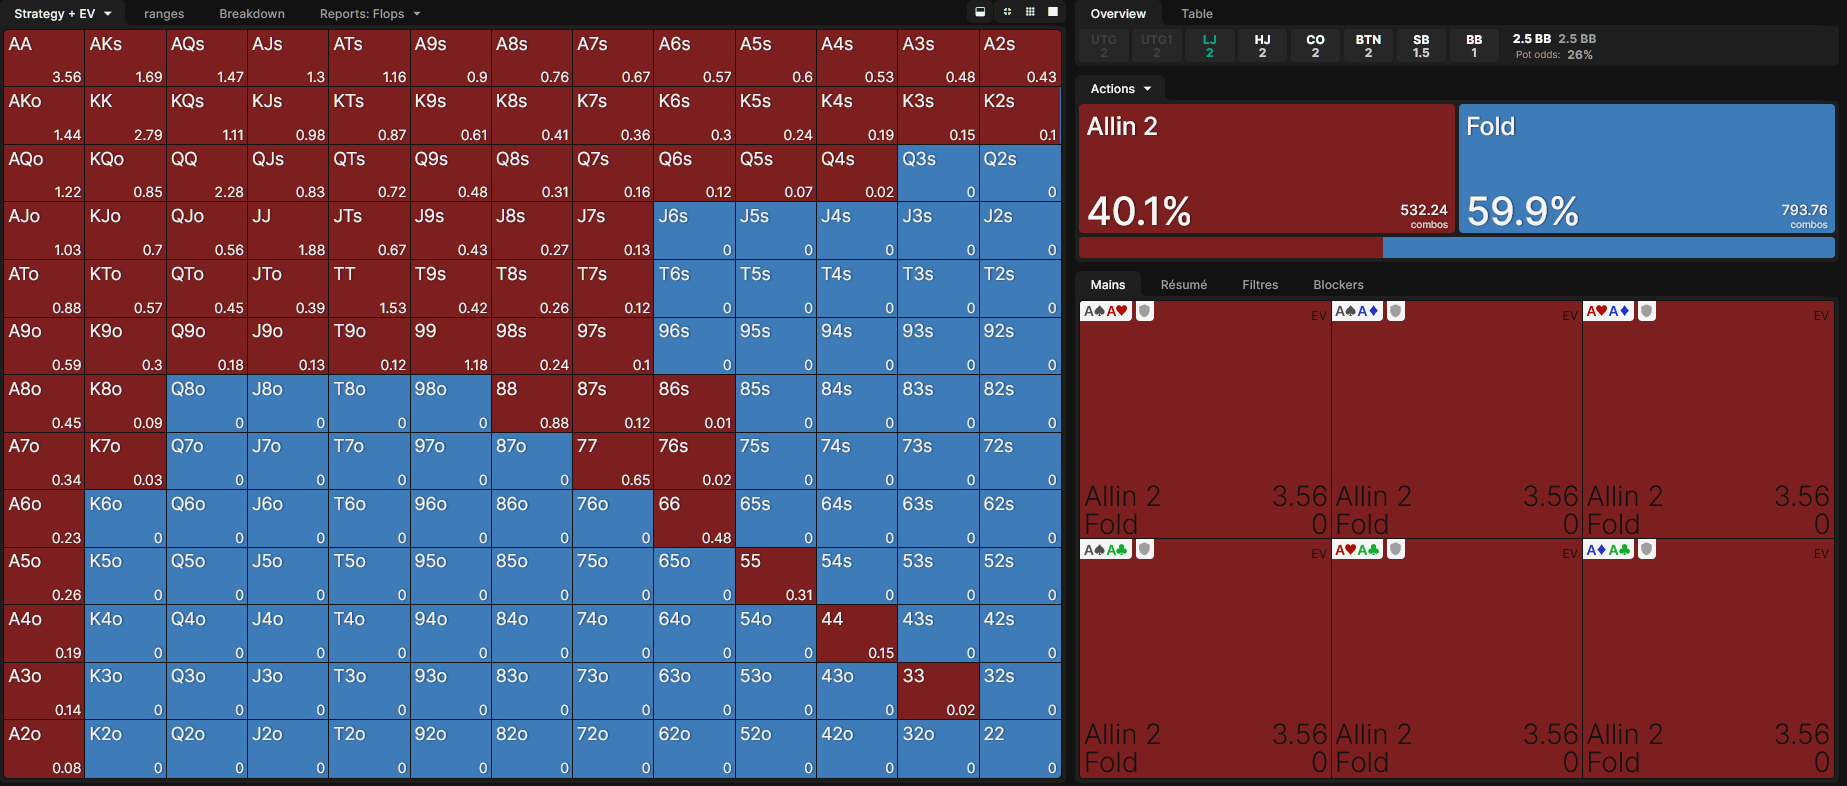 Strategy + EV ranges Breakdown Reports: Flops
AA AKs AQs AJs ATs A9s A8s A7s A6s A5s A4s A3s A2s
3.56 1.69 1.47 1.3 1.16 0.9 0.76 0.67 0.57 0.6 0.53 0.48 0.43
AKo KK KQs KJs KTs K9s K8s K7s K6s K5s K4s K3s K2s
1.44 2.79 1.11 0.98 0.87 0.61 0.41 0.36 0.3 0.24 0.19 0.15 0.1
AQo KQo QQ QJs QTs Q9s Q8s Q7s Q6s Q5s Q4s Q3s Q2s
1.22 0.85 2.28 0.83 0.72 0.48 0.31 0.16 0.12 0.07 0.02 0 0
AJo KJo QJo JJ JTs J9s J8s J7s J6s J5s J4s J3s J2s
1.03 0.7 0.56 1.88 0.67 0.43 0.27 0.13 0 0 0 0 0
ATo KTo QTo JTo TT T9s T8s T7s T6s T5s T4s T3s T2s
0.88 0.57 0.45 0.39 1.53 0.42 0.26 0.12 0 0 0 0 0
A9o K9o Q9o J9o T9o 99 98s 97s 96s 95s 94s 93s 92s
0.59 0.3 0.18 0.13 0.12 1.18 0.24 0.1 0 0 0 0 0
A8o K8o Q8o J8o T8o 98o 88 87s 86s 85s 84s 83s 82s
0.45 0.09 0 0 0 0 0.88 0.12 0.01 0 0 0 0
A7o K7o Q7o J7o T7o 97o 87o 77 76s 75s 74s 73s 72s
0.34 0.03 0 0 0 0 0 0.65 0.02 0 0 0 0
A6o K6o Q6o J6o T6o 96o 86o 76o 66 65s 64s 63s 62s
0.23 0 0 0 0 0 0 0 0.48 0 0 0 0
A5o K5o Q5o J5o T5o 95o 85o 75o 65o 55 54s 53s 52s
0.26 0 0 0 0 0 0 0 0 0.31 0 0 0
A4o K4o Q4o J4o T4o 94o 84o 74o 64o 54o 44 43s 42s
0.19 0 0 0 0 0 0 0 0 0 0.15 0 0
A3o K3o Q3o J3o T3o 93o 83o 73o 63o 53o 43o 33 32s
0.14 0 0 0 0 0 0 0 0 0 0 0.02 0
A2o K2o Q2o J2o T2o 92o 82o 72o 62o 52o 42o 32o 22
0.08 0 0 0 0 0 0 0 0 0 0 0 0
Overview Table
UTG UTG1 LJ HJ CO BTN SB BB 2.5 BB 2.5 BB
2 2 2 2 2 2 1.5 1 Pot odds: 26%
Actions
Allin 2 Fold
40.1% 532.24 combos 59.9% 793.76 combos
Mains Résumé Filtres Blockers
A♠A♥ EV A♠A♦ EV A♥A♦ EV
Allin 2 3.56 Allin 2 3.56 Allin 2 3.56
Fold 0 Fold 0 Fold 0
A♠A♣ EV A♥A♣ EV A♦A♣ EV
Allin 2 3.56 Allin 2 3.56 Allin 2 3.56
Fold 0 Fold 0 Fold 0